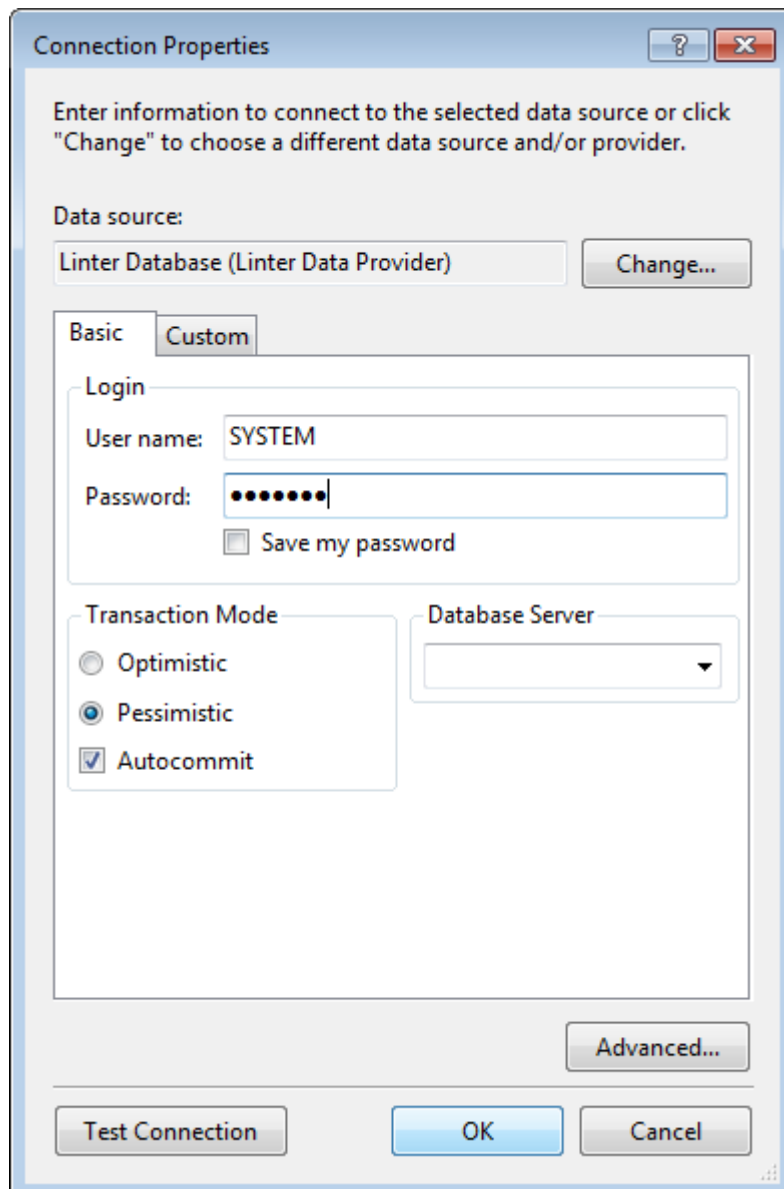 Connection Properties
Enter information to connect to the selected data source or click
"Change" to choose a different data source and/or provider.
Data source:
Linter Database (Linter Data Provider)
Change...
Basic
Custom
Login
User name:
SYSTEM
Password:
●●●●●●●
Save my password
Transaction Mode
Database Server
Optimistic
Pessimistic
Autocommit
Advanced...
Test Connection
OK
Cancel